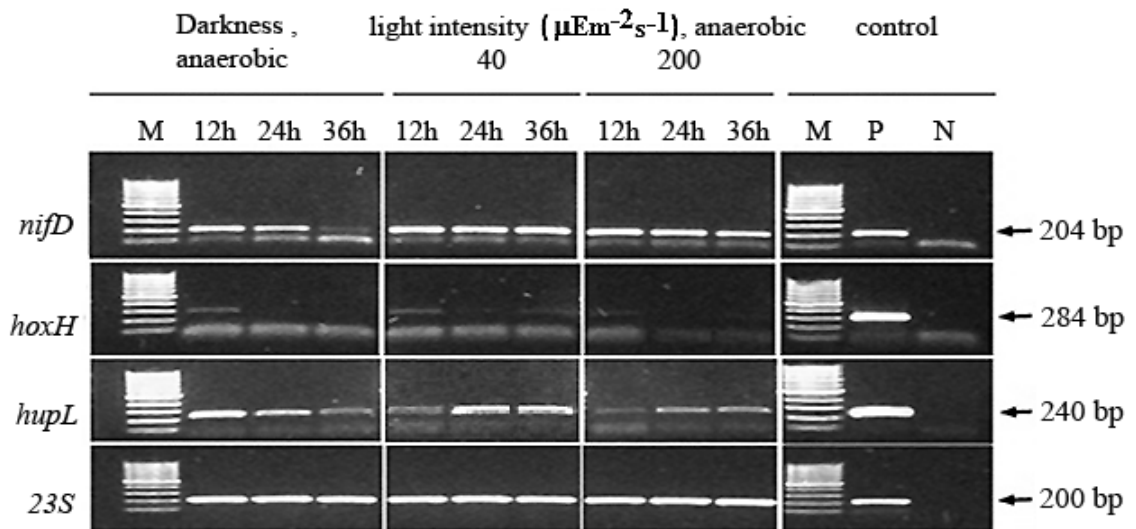 Darkness , light intensity (µEm-2s-1), anaerobic control
anaerobic 40 200
M 12h 24h 36h 12h 24h 36h 12h 24h 36h M P N
nifD 204 bp
hoxH 284 bp
hupL 240 bp
23S 200 bp